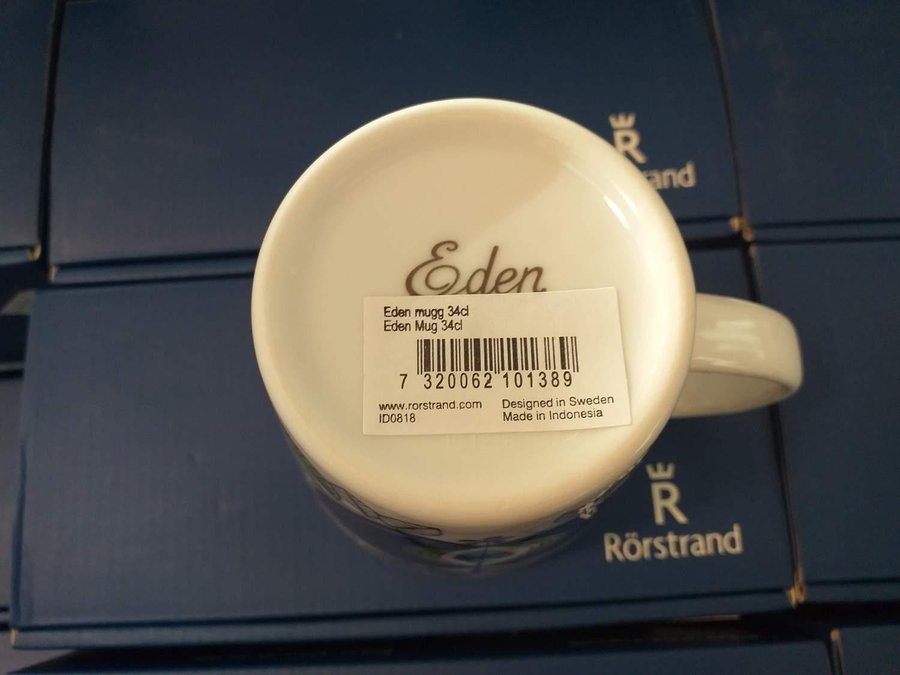 R
rand
Eden
Eden mugg 34cl
Eden Mug 34cl
7 320062 101389
www.rorstrand.com Designed in Sweden
ID0818 Made in Indonesia
R
Rörstrand